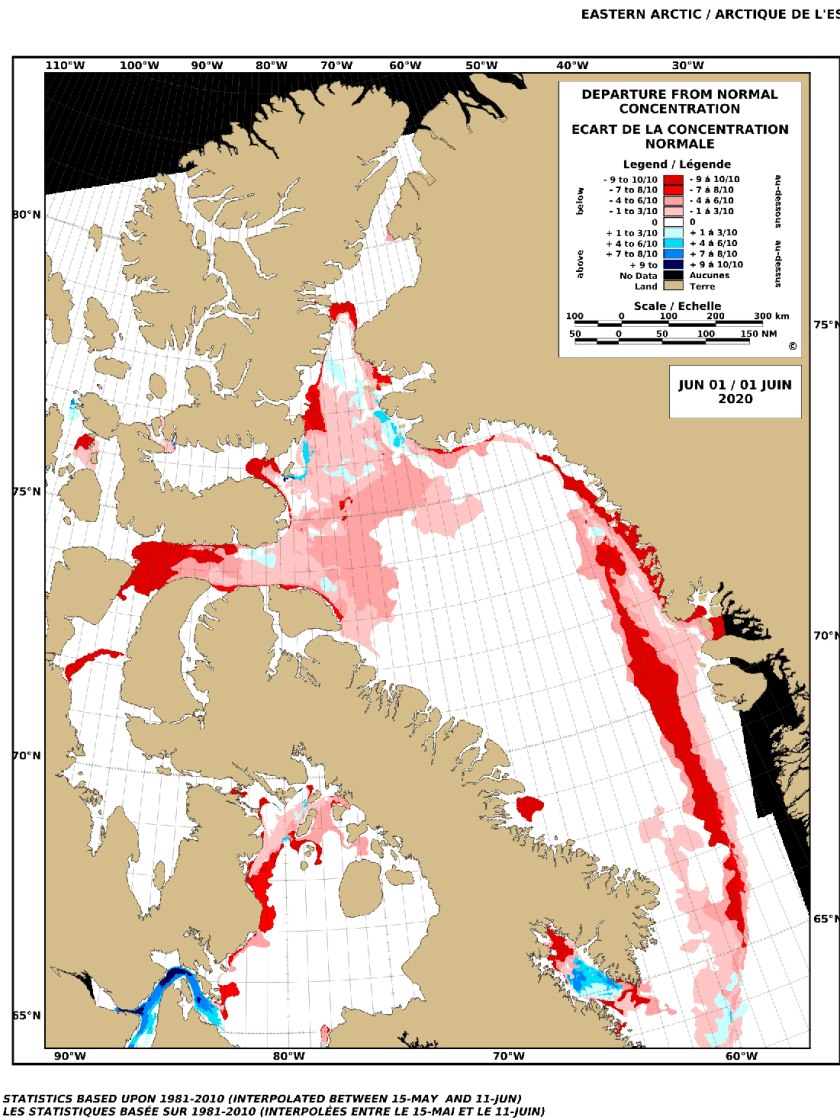 EASTERN ARCTIC / ARCTIQUE DE L'ES
110°W 100°W 90°W 80°W 70°W 60°W 50°W 40°W 30°W
DEPARTURE FROM NORMAL
CONCENTRATION
ECART DE LA CONCENTRATION
NORMALE
Legend / Légende
- 9 to 10/10 - 9 á 10/10
- 7 to 8/10 - 7 á 8/10
- 4 to 6/10 - 4 á 6/10
- 1 to 3/10 - 1 á 3/10
0 0
+ 1 to 3/10 + 1 á 3/10
+ 4 to 6/10 + 4 á 6/10
+ 7 to 8/10 + 7 á 8/10
+ 9 to + 9 á 10/10
No Data Aucunes
Land Terre
below
above
au-dessous
au-dessus
Scale / Echelle
100 0 100 200 300 km
50 0 50 100 150 NM
©
JUN 01 / 01 JUIN
2020
80°N
75°N
70°N
65°N
75°N
70°N
65°N
90°W 80°W 70°W 60°W
STATISTICS BASED UPON 1981-2010 (INTERPOLATED BETWEEN 15-MAY AND 11-JUN)
LES STATISTIQUES BASÉE SUR 1981-2010 (INTERPOLÉES ENTRE LE 15-MAI ET LE 11-JUIN)